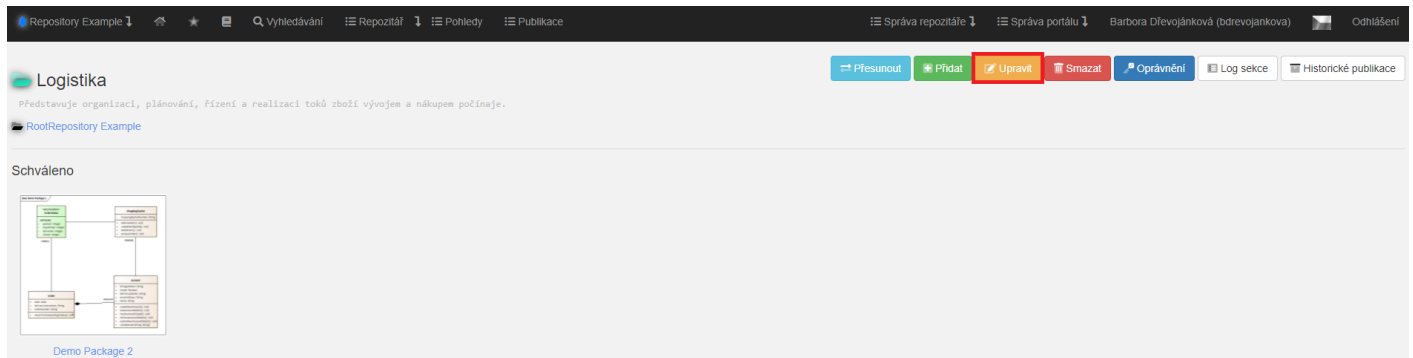 Repository Example Vyhledávání Repozitář Pohledy Publikace Správa repozitáře Správa portálu Barbora Dřevojánková (bdrevojankova) Odhlášení
Přesunout Přidat Upravit Smazat Oprávnění Log sekce Historické publikace
Logistika
Představuje organizaci, plánování, řízení a realizaci toků zboží vývojem a nákupem počínaje.
RootRepository Example
Schváleno
Demo Package 2